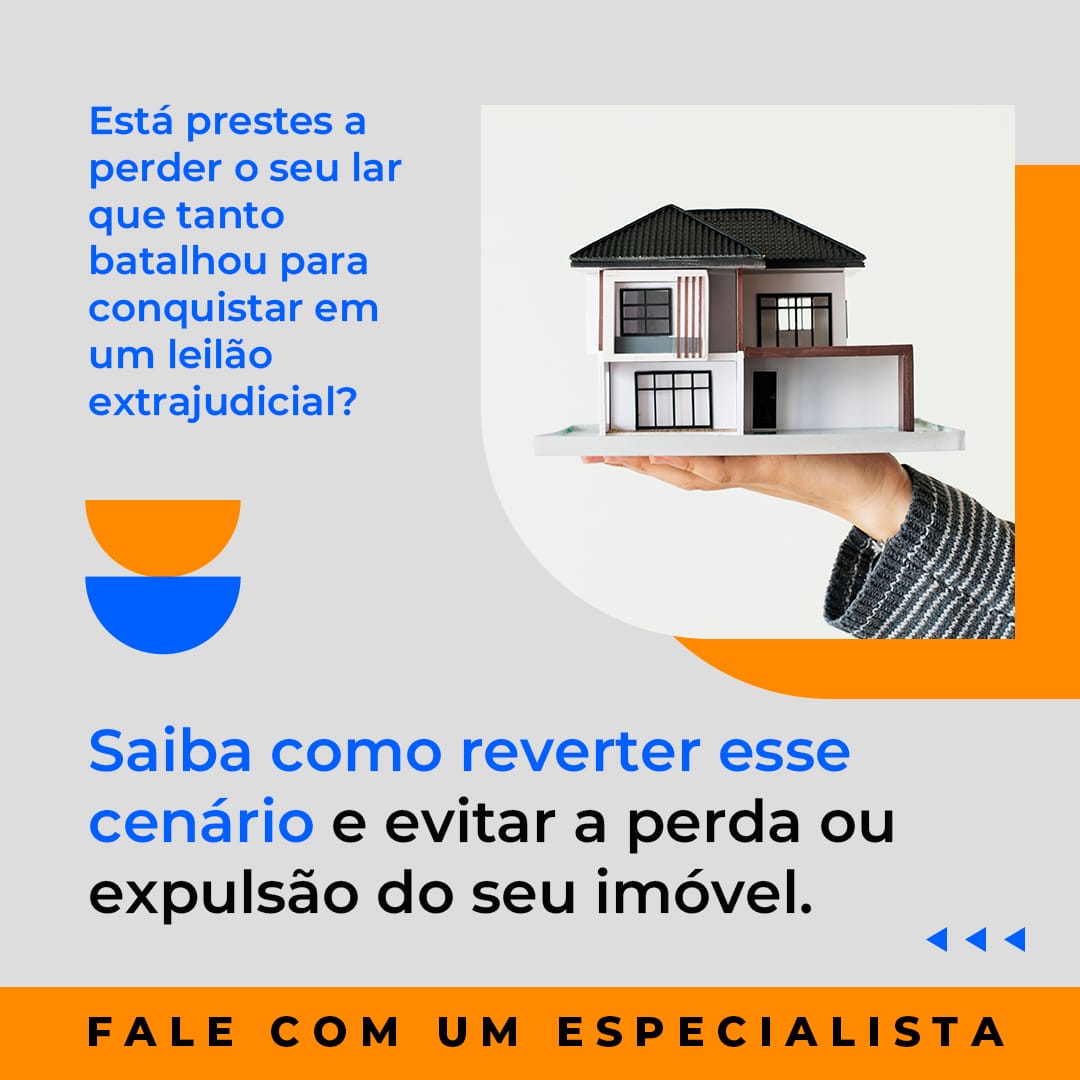 Está prestes a
perder o seu lar
que tanto
batalhou para
conquistar em
um leilão
extrajudicial?
Saiba como reverter esse
cenário e evitar a perda ou
expulsão do seu imóvel.
FALE COM UM ESPECIALISTA